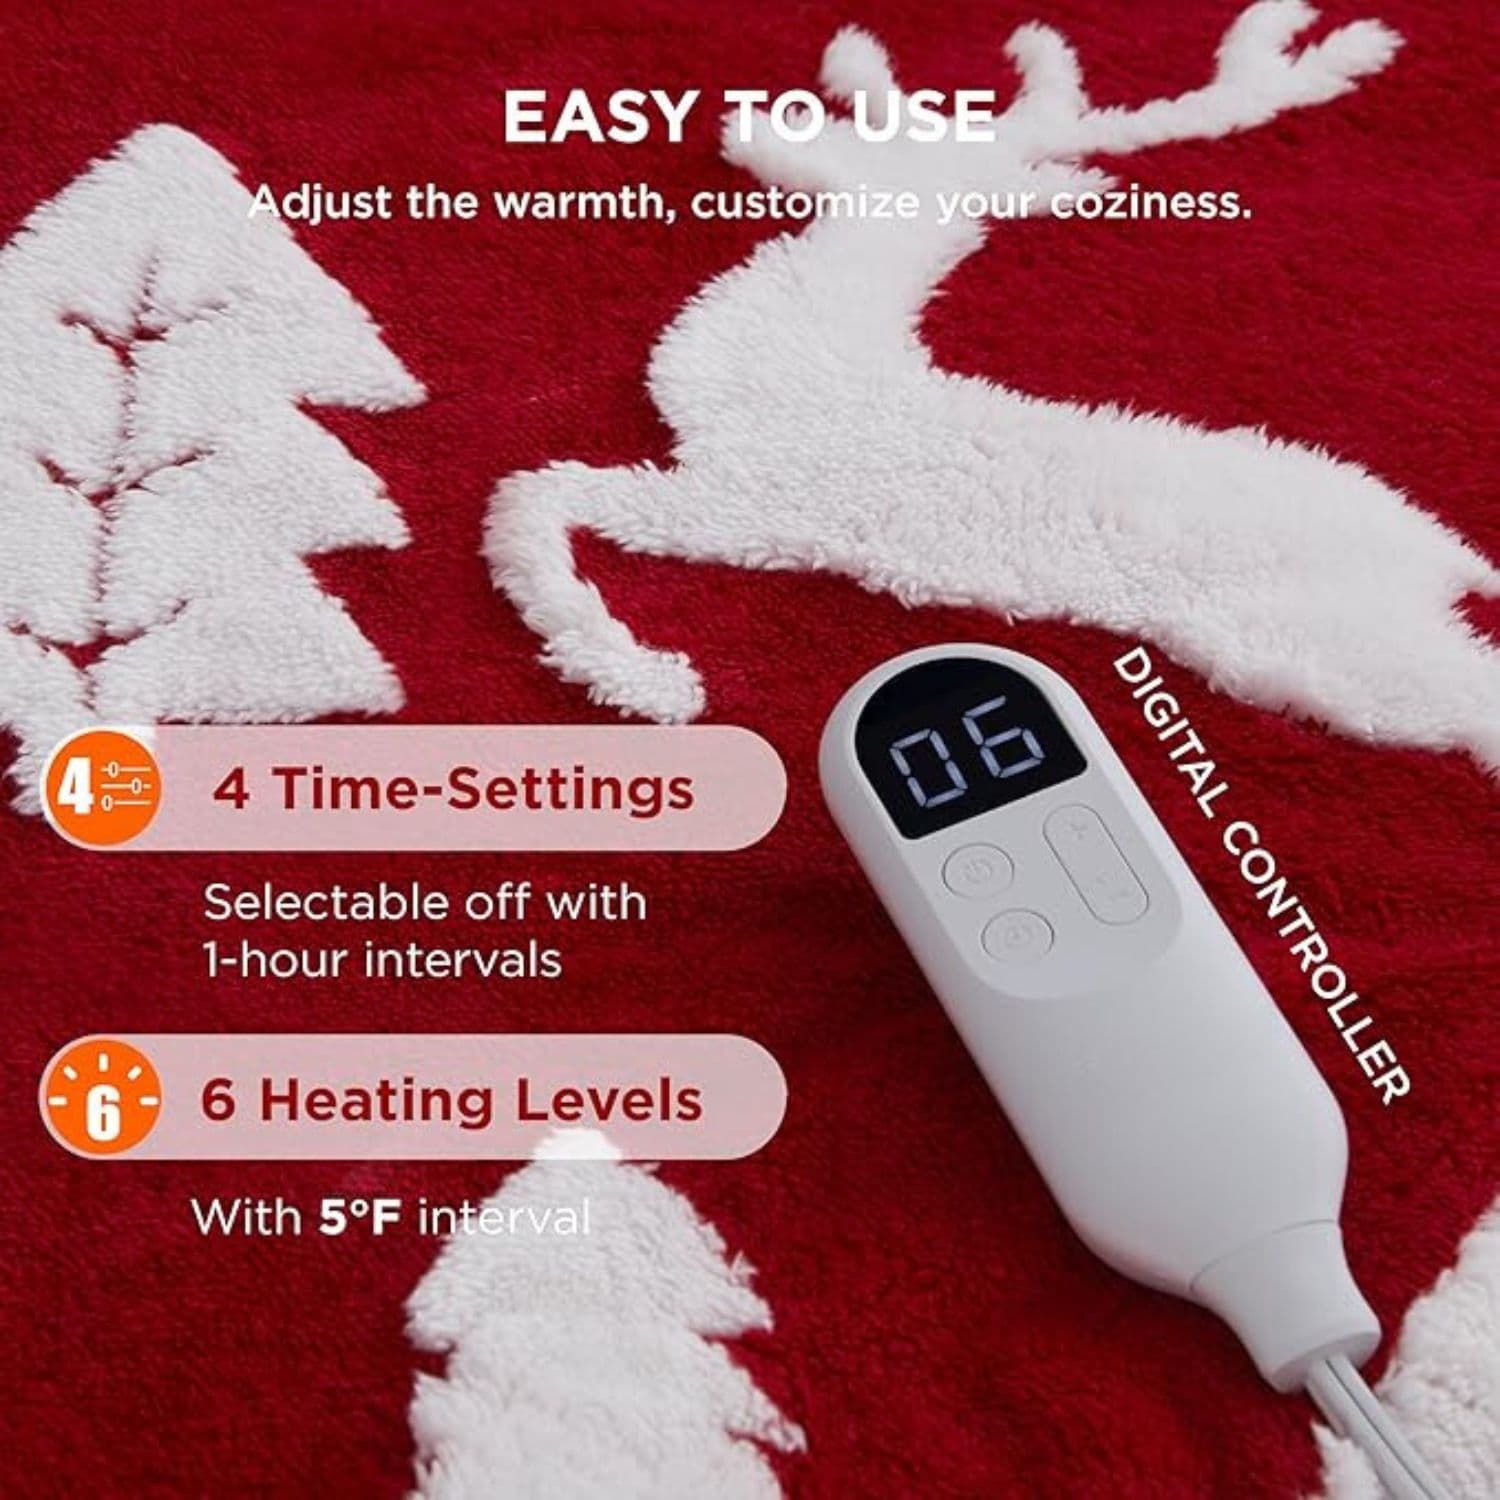 EASY TO USE
Adjust the warmth, customize your coziness.
06
DIGITAL CONTROLLER
4
4 Time-Settings
Selectable off with
1-hour intervals
6
6 Heating Levels
With 5°F interval